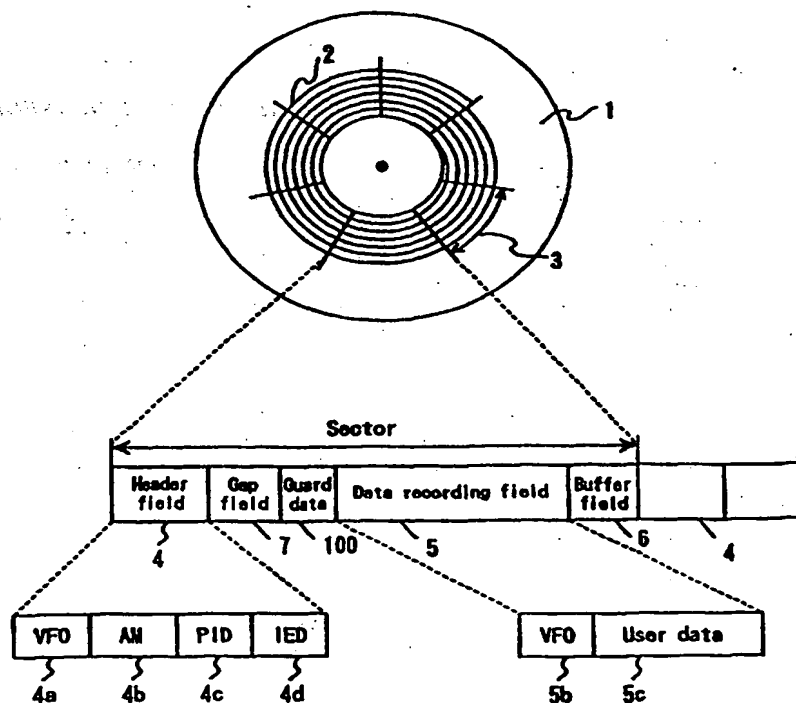 2
1
3
Sector
Header field
Gap field
Guard data
Data recording field
Buffer field
4
7
100
5
6
4
VFO
AM
PID
IED
VFO
User data
4a
4b
4c
4d
5b
5c